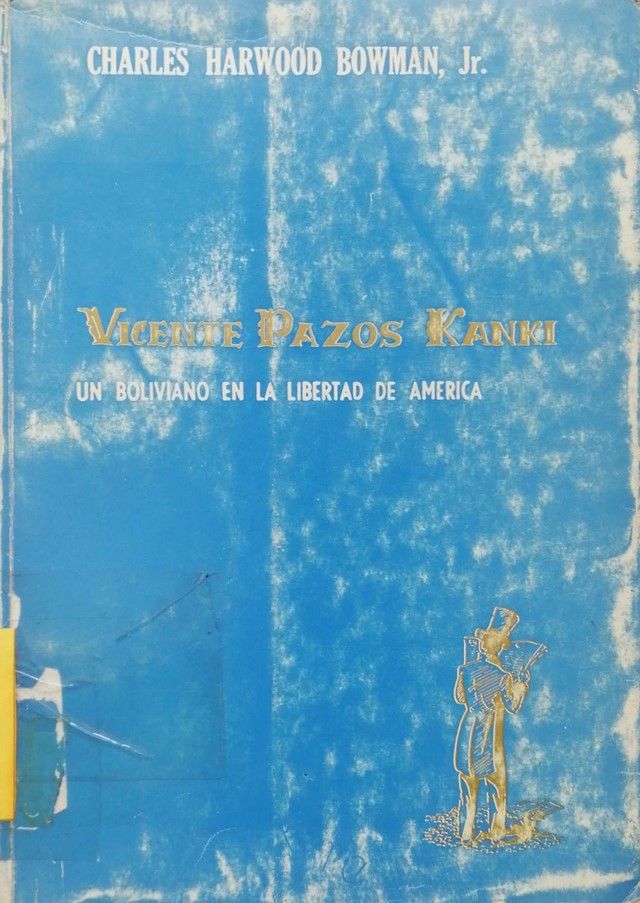 CHARLES HARWOOD BOWMAN, Jr.
VICENTE PAZOS KANKI
UN BOLIVIANO EN LA LIBERTAD DE AMERICA